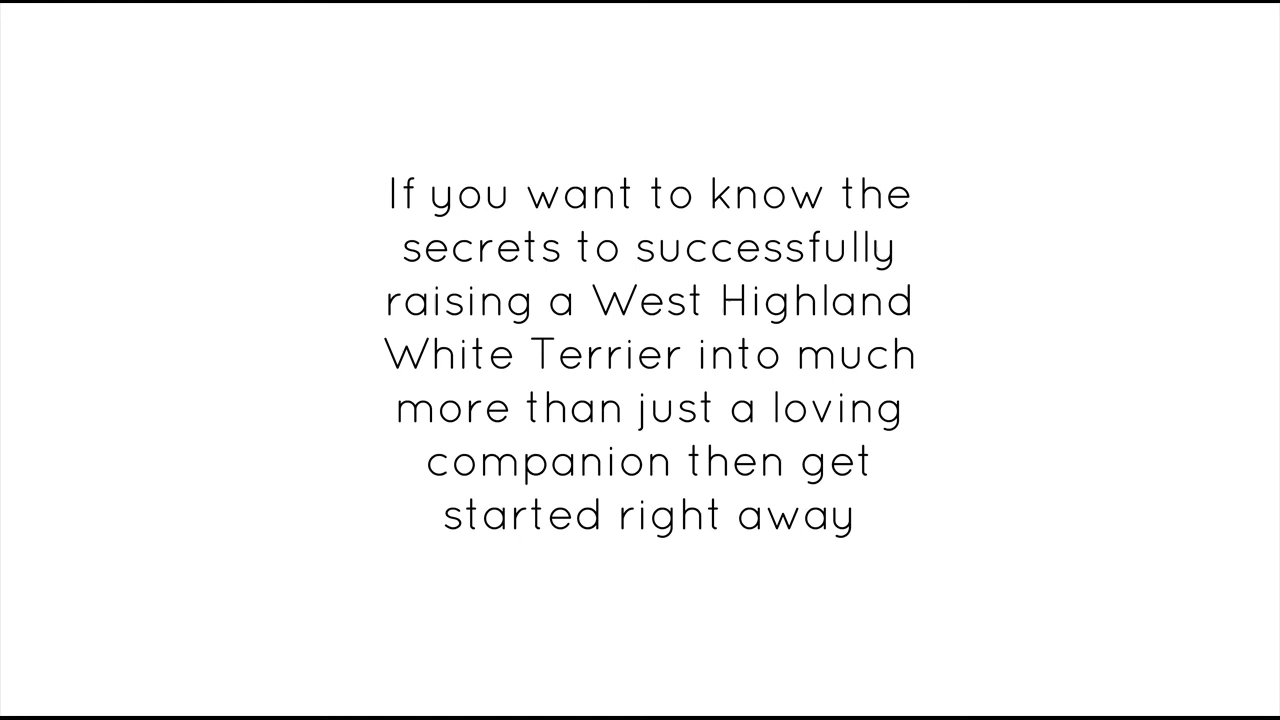 If you want to know the
secrets to successfully
raising a West Highland
White Terrier into much
more than just a loving
companion then get
started right away